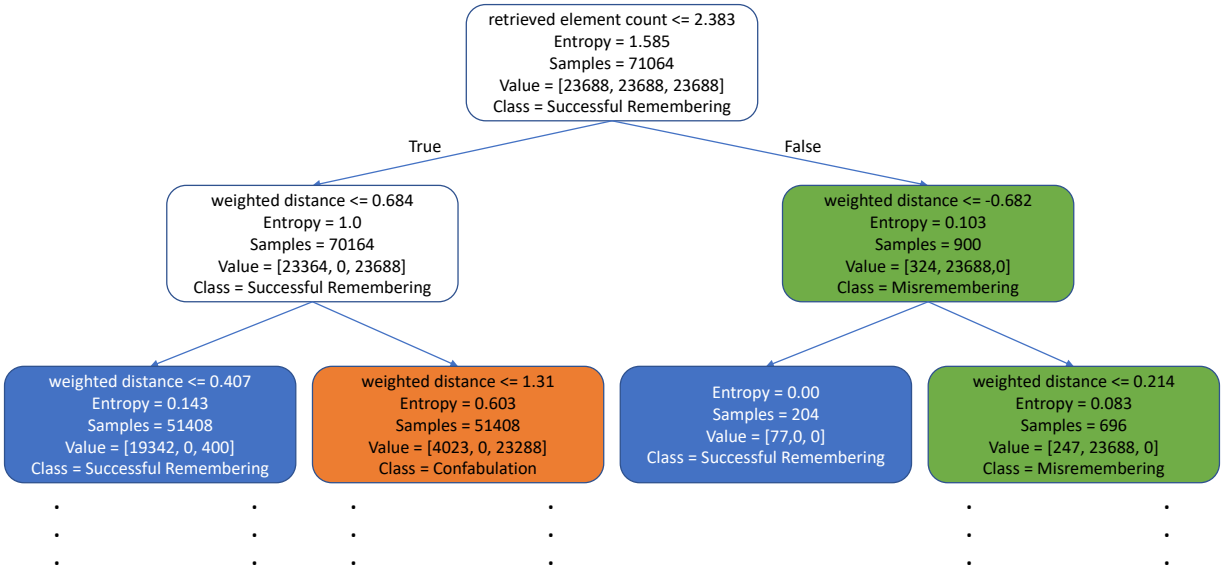 retrieved element count <= 2.383
Entropy = 1.585
Samples = 71064
Value = [23688, 23688, 23688]
Class = Successful Remembering
True
False
weighted distance <= 0.684
Entropy = 1.0
Samples = 70164
Value = [23364, 0, 23688]
Class = Successful Remembering
weighted distance <= -0.682
Entropy = 0.103
Samples = 900
Value = [324, 23688,0]
Class = Misremembering
weighted distance <= 0.407
Entropy = 0.143
Samples = 51408
Value = [19342, 0, 400]
Class = Successful Remembering
weighted distance <= 1.31
Entropy = 0.603
Samples = 51408
Value = [4023, 0, 23288]
Class = Confabulation
Entropy = 0.00
Samples = 204
Value = [77,0, 0]
Class = Successful Remembering
weighted distance <= 0.214
Entropy = 0.083
Samples = 696
Value = [247, 23688, 0]
Class = Misremembering